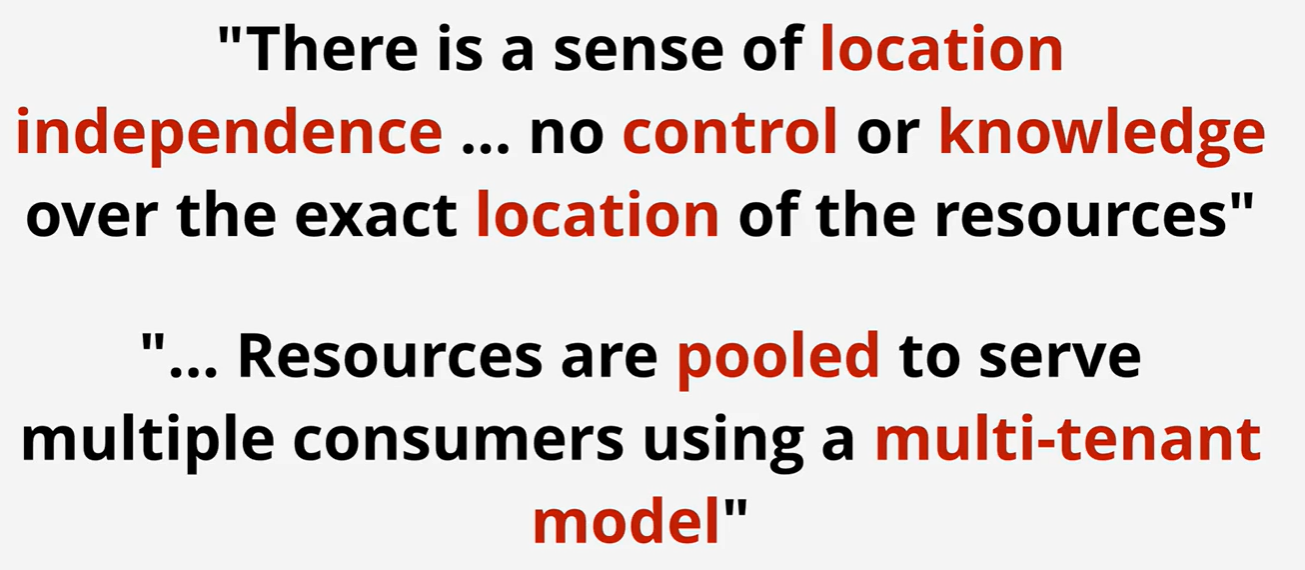 "There is a sense of location
independence ... no control or knowledge
over the exact location of the resources"
"... Resources are pooled to serve
multiple consumers using a multi-tenant
model"